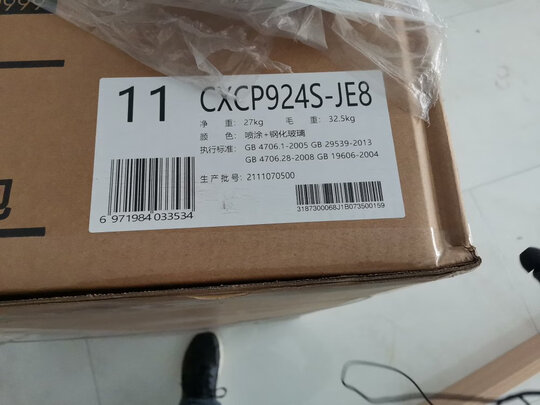 9999
11
CXCP924S-JE8
净 重: 27kg 毛 重: 32.5kg
颜 色: 喷涂+钢化玻璃
执行标准: GB 4706.1-2005 GB 29539-2013
GB 4706.28-2008 GB 19606-2004
生产批号: 2111070500
6 971984 033534
3187300068J1B073500159